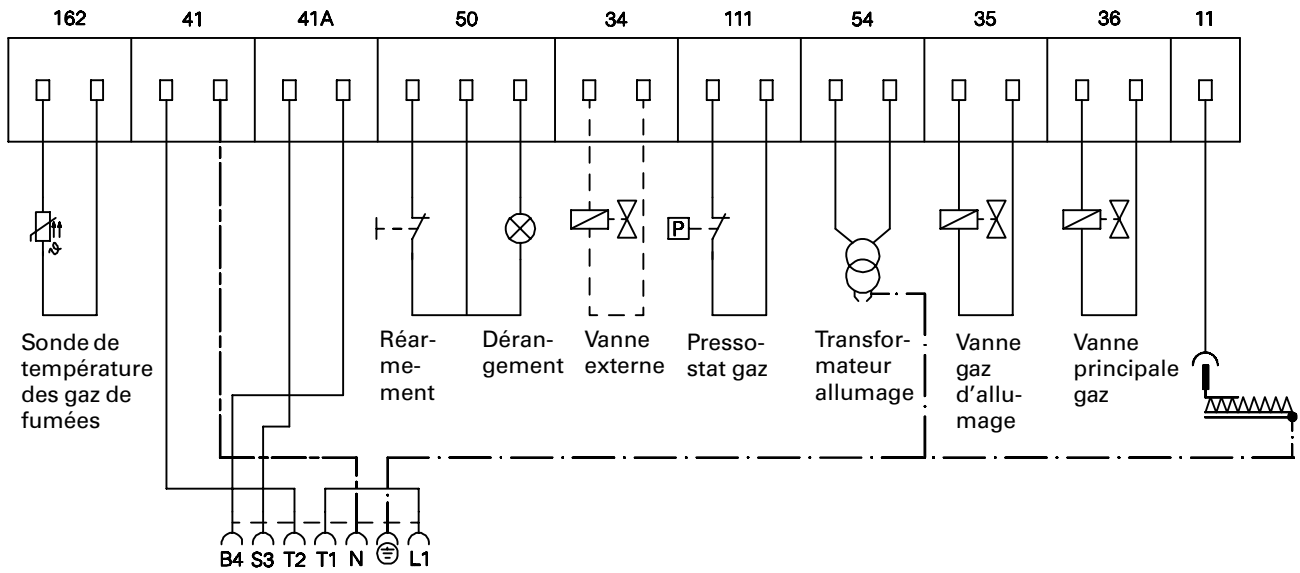 162 41 41A 50 34 111 54 35 36 11
ϑ
P
Sonde de
température
des gaz de
fumées
Réar-
me-
ment
Déran-
gement
Vanne
externe
Presso-
stat gaz
Transfor-
mateur
allumage
Vanne
gaz
d'allu-
mage
Vanne
principale
gaz
B4 S3 T2 T1 N L1